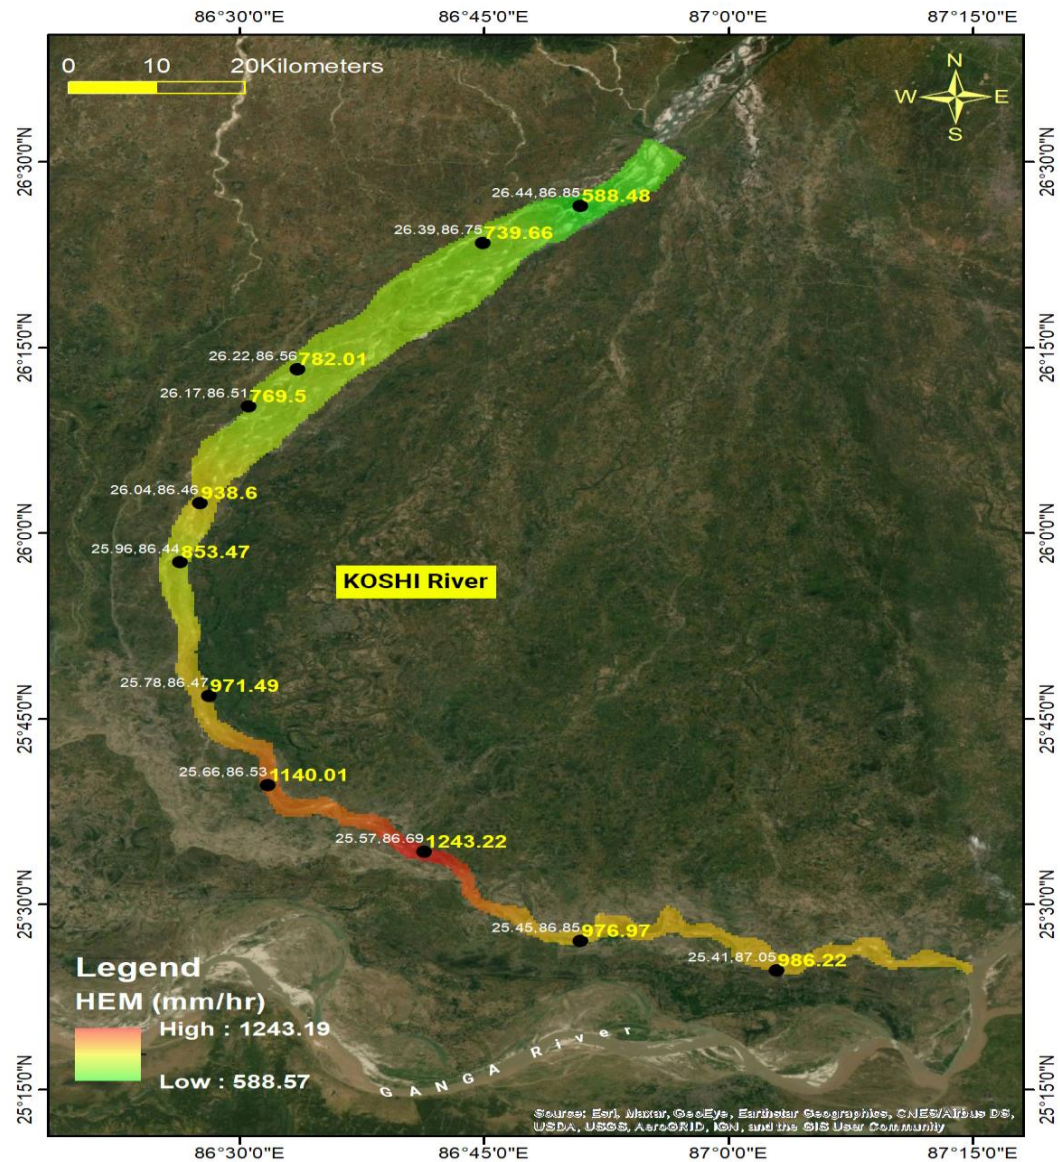 86°30'0"E 86°45'0"E 87°0'0"E 87°15'0"E
0 10 20Kilometers
N
W E
S
26°30'0"N 26°30'0"N
26.44,86.85 588.48
26.39,86.75 739.66
26°15'0"N 26°15'0"N
26.22,86.56 782.01
26.17,86.51 769.5
26.04,86.46 938.6
26°0'0"N 26°0'0"N
25.96,86.44 853.47
KOSHI River
25.78,86.47 971.49
25°45'0"N 25°45'0"N
25.66,86.53 1140.01
25.57,86.69 1243.22
25°30'0"N 25°30'0"N
25.45,86.85 976.97
25.41,87.05 986.22
Legend
HEM (mm/hr)
High : 1243.19
Low : 588.57
GANGA River
25°15'0"N 25°15'0"N
Source: Esri, Maxar, GeoEye, Earthstar Geographics, CNES/Airbus DS,
USDA, USGS, AeroGRID, IGN, and the GIS User Community
86°30'0"E 86°45'0"E 87°0'0"E 87°15'0"E